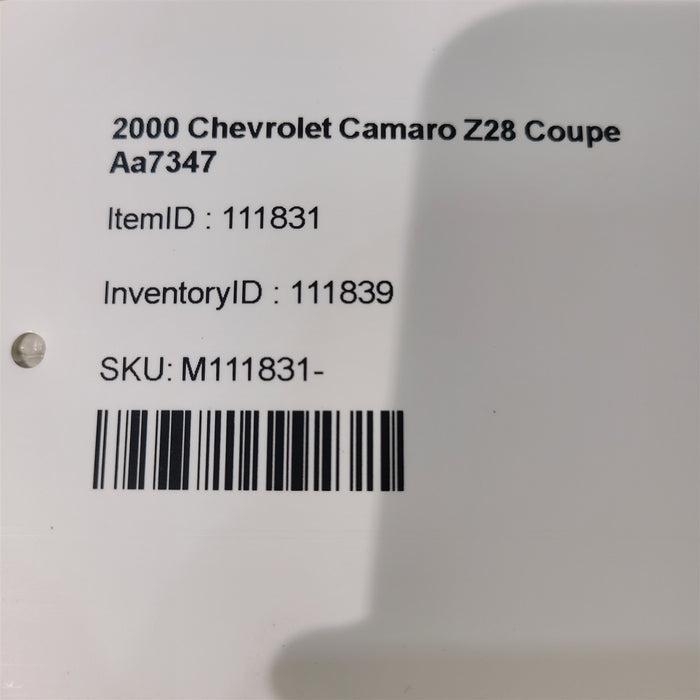 2000 Chevrolet Camaro Z28 Coupe
Aa7347
ItemID : 111831
InventoryID : 111839
SKU: M111831-